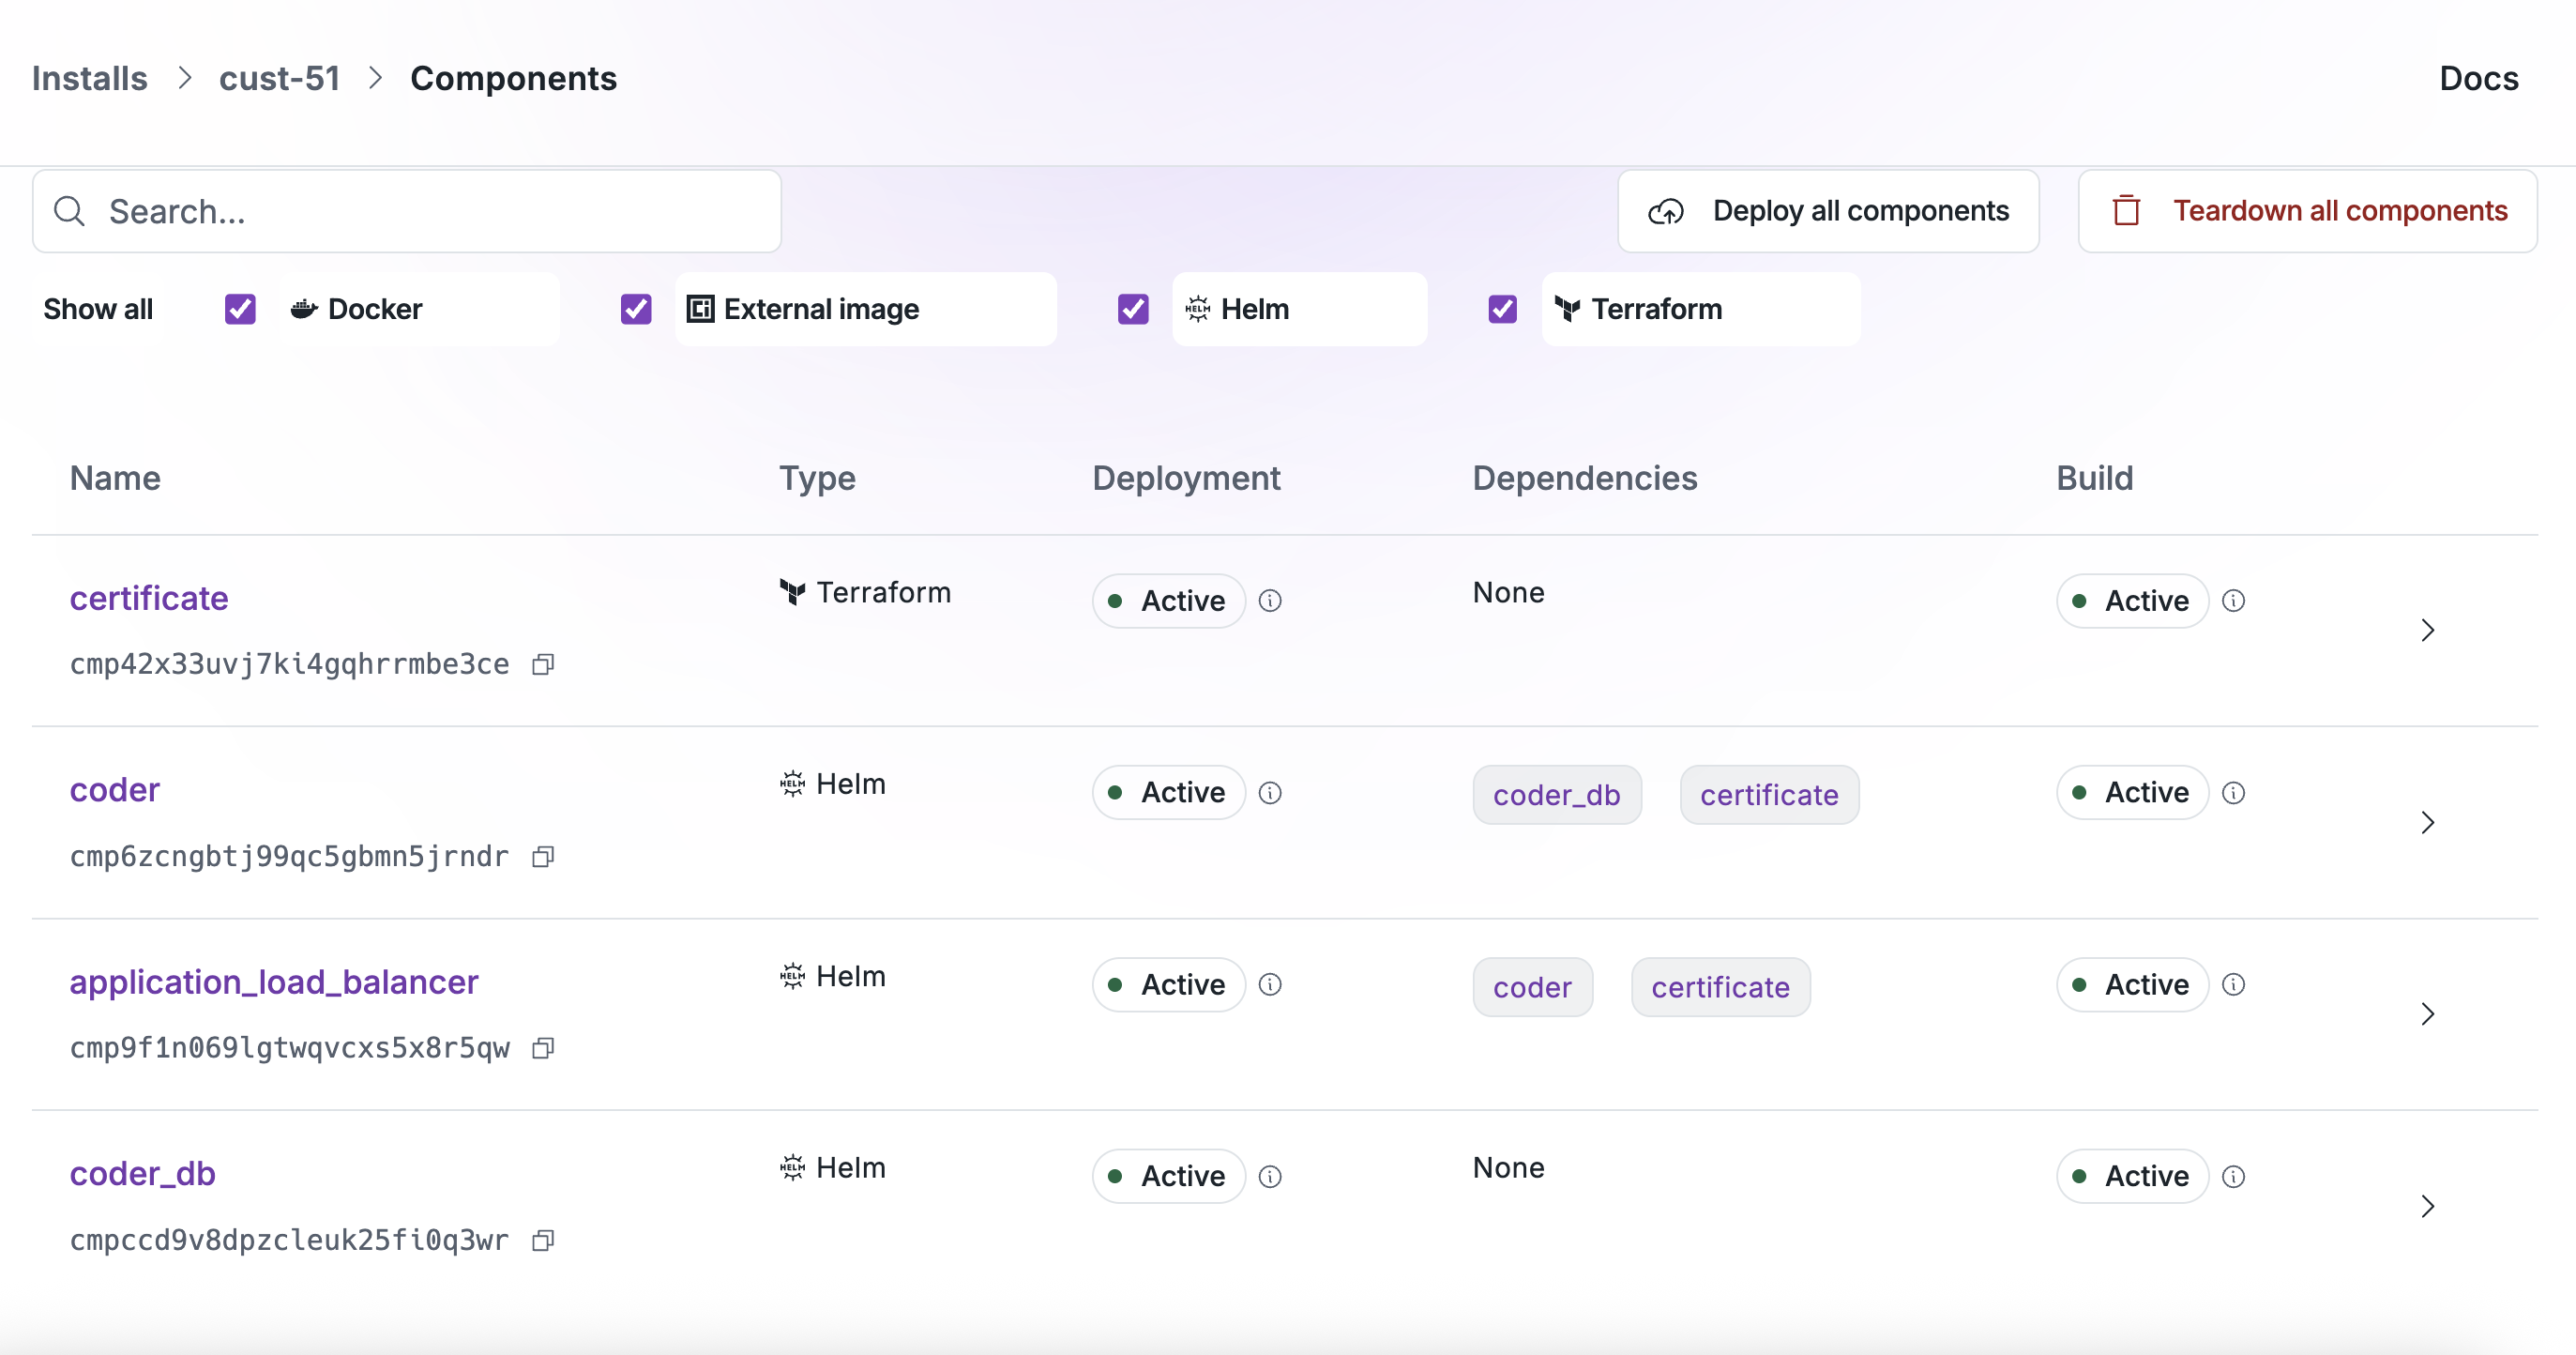 Installs > cust-51 > Components Docs
Search... Deploy all components Teardown all components
Show all Docker External image Helm Terraform
Name Type Deployment Dependencies Build
certificate Terraform Active None Active
cmp42x33uvj7ki4gqhrrmbe3ce
coder Helm Active coder_db certificate Active
cmp6zcngbtj99qc5gbmn5jrndr
application_load_balancer Helm Active coder certificate Active
cmp9f1n069lgtwqvcxs5x8r5qw
coder_db Helm Active None Active
cmpccd9v8dpzcleuk25fi0q3wr